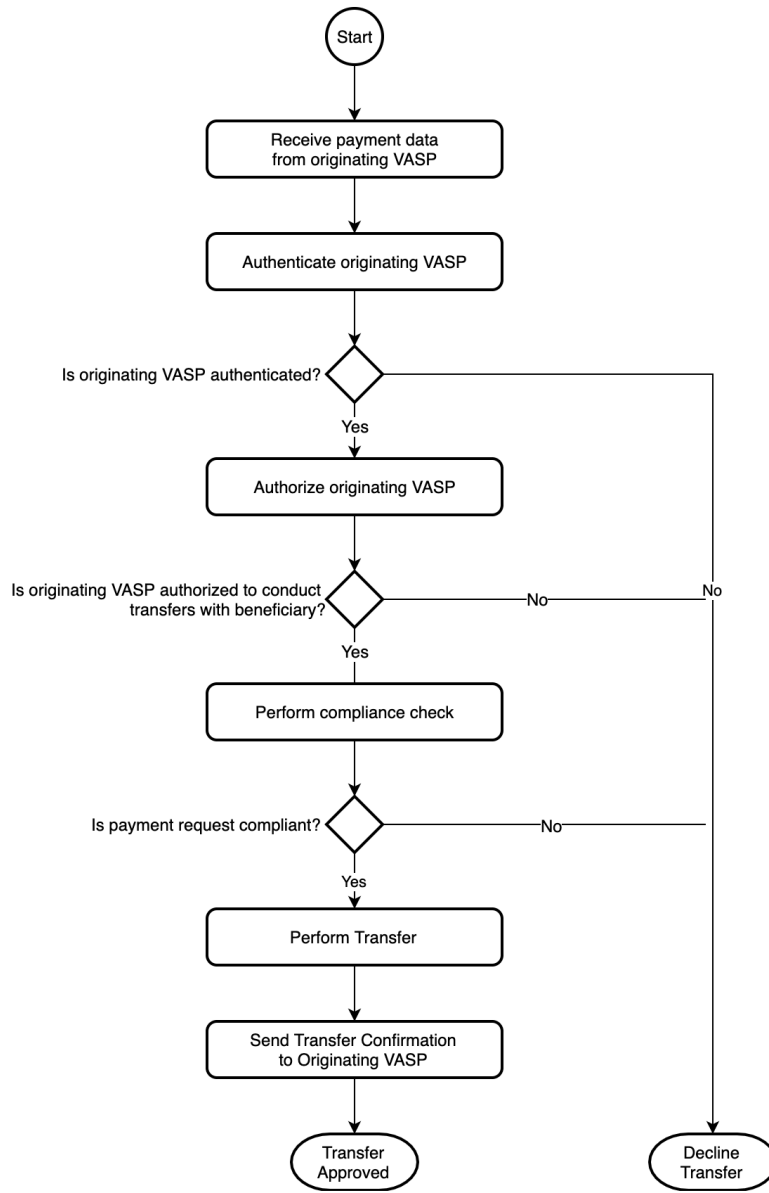 Start
Receive payment data
from originating VASP
Authenticate originating VASP
Is originating VASP authenticated?
Yes
Authorize originating VASP
Is originating VASP authorized to conduct
transfers with beneficiary?
No
No
Yes
Perform compliance check
Is payment request compliant?
No
Yes
Perform Transfer
Send Transfer Confirmation
to Originating VASP
Transfer
Approved
Decline
Transfer